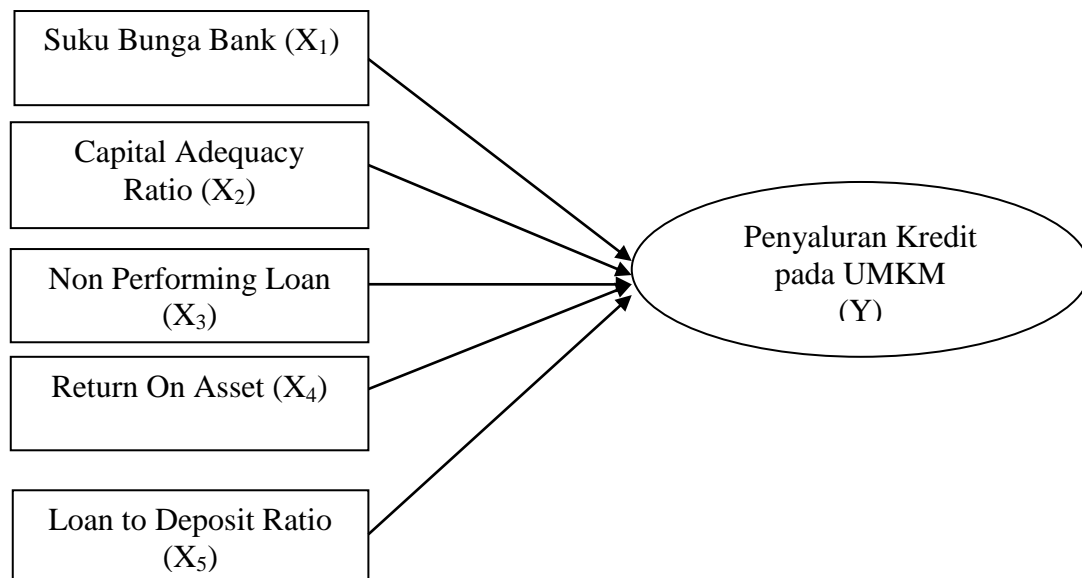 Suku Bunga Bank (X₁)
Capital Adequacy
Ratio (X₂)
Non Performing Loan
(X₃)
Return On Asset (X₄)
Loan to Deposit Ratio
(X₅)
Penyaluran Kredit
pada UMKM
(Y)